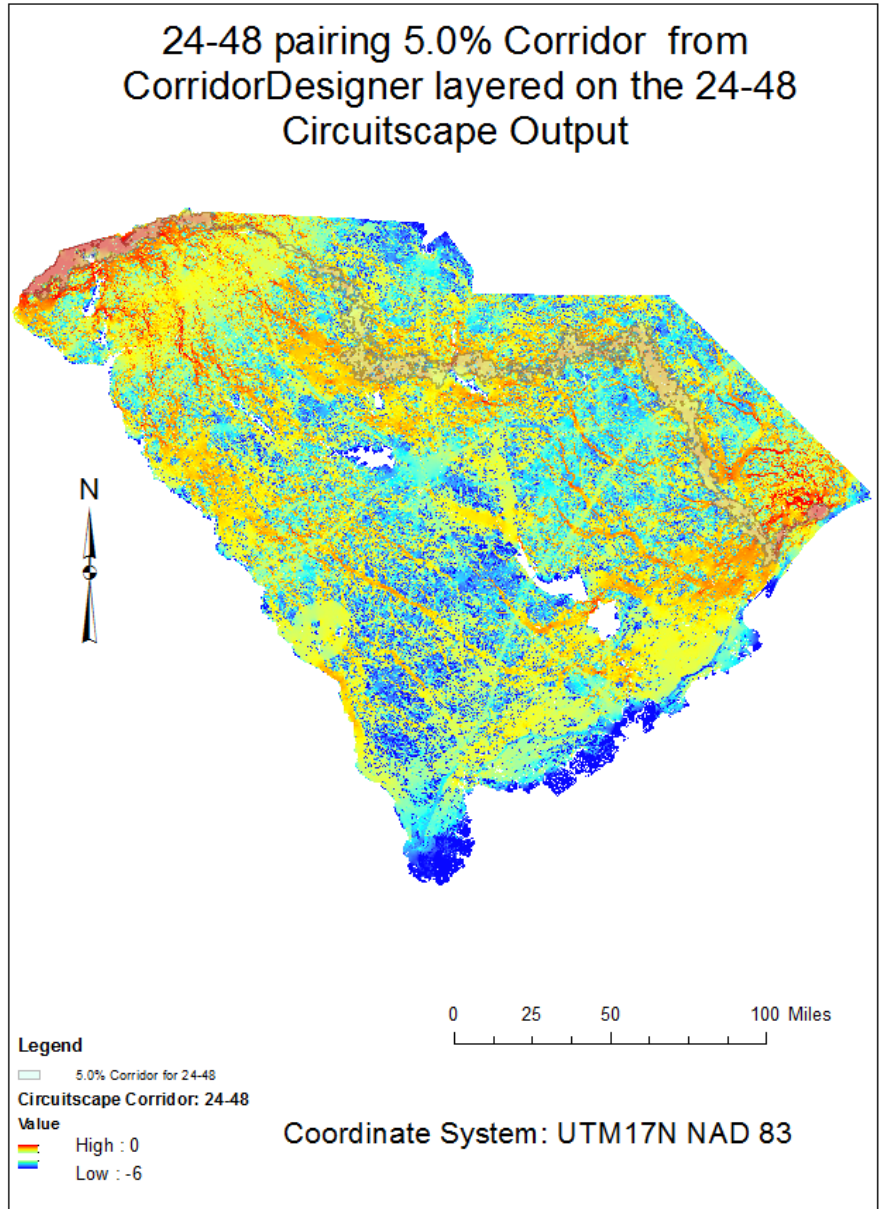 24-48 pairing 5.0% Corridor from
CorridorDesigner layered on the 24-48
Circuitscape Output
N
0 25 50 100 Miles
Legend
5.0% Corridor for 24-48
Circuitscape Corridor: 24-48
Value
High : 0
Low : -6
Coordinate System: UTM17N NAD 83